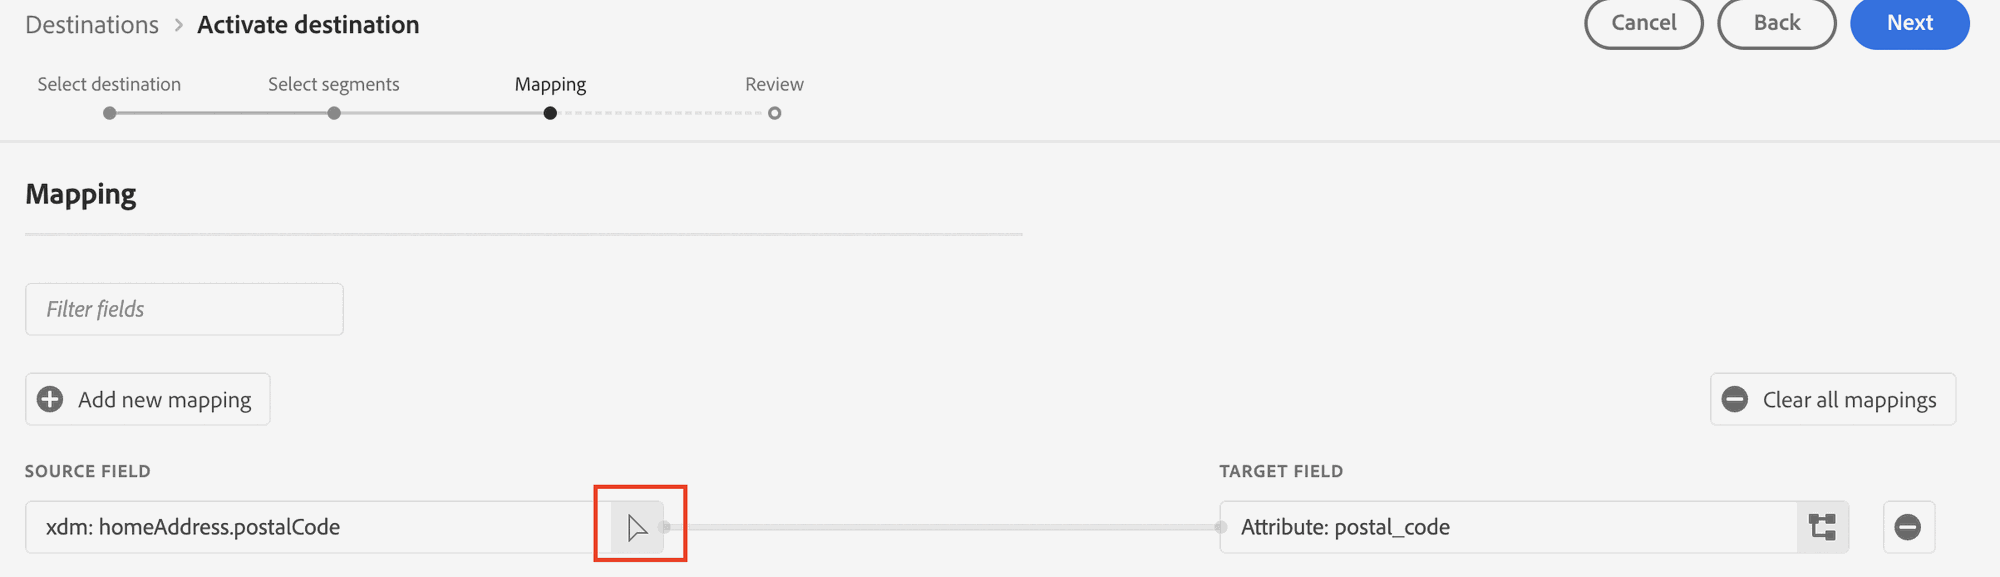 Destinations > Activate destination
Cancel
Back
Next
Select destination
Select segments
Mapping
Review
Mapping
Filter fields
Add new mapping
Clear all mappings
SOURCE FIELD
TARGET FIELD
xdm: homeAddress.postalCode
Attribute: postal_code